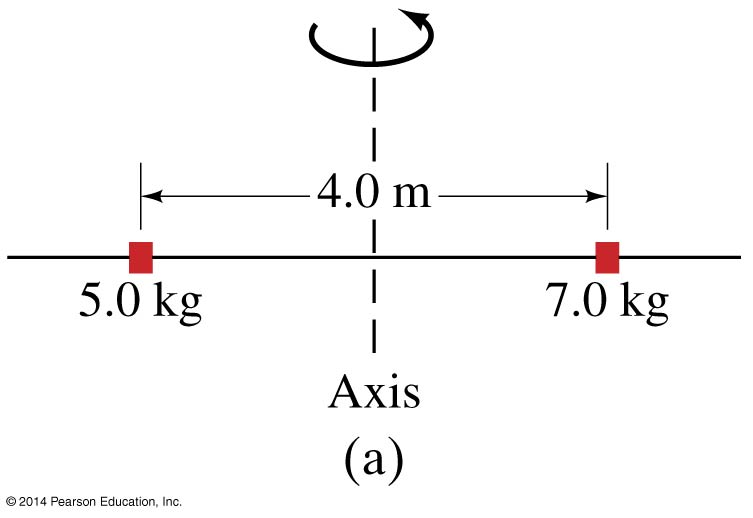 4.0 m
5.0 kg
7.0 kg
Axis
(a)
© 2014 Pearson Education, Inc.